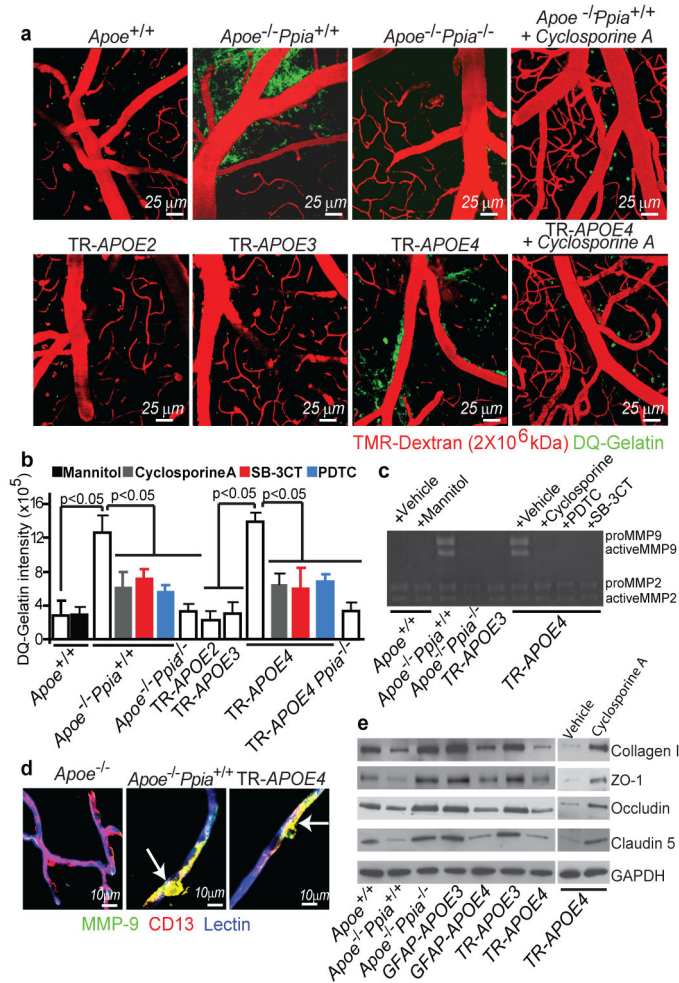 a
Apoe+/+
Apoe-/-Ppia+/+
Apoe-/-Ppia-/-
Apoe -/-Ppia+/+
+ Cyclosporine A
25 μm
25 μm
25 μm
25 μm
TR-APOE2
TR-APOE3
TR-APOE4
TR-APOE4
+ Cyclosporine A
25 μm
25 μm
25 μm
25 μm
TMR-Dextran (2X10^6 kDa) DQ-Gelatin
b
Mannitol
CyclosporineA
SB-3CT
PDTC
DQ-Gelatin intensity (x10^5)
16
12
8
4
0
p<0.05
p<0.05
p<0.05
p<0.05
Apoe+/+
Apoe-/-Ppia+/+
Apoe-/-Ppia-/-
TR-APOE2
TR-APOE3
TR-APOE4
TR-APOE4 Ppia-/-
c
+Vehicle
+Mannitol
+Vehicle
+Cyclosporine
+PDTC
+SB-3CT
proMMP9
activeMMP9
proMMP2
activeMMP2
Apoe+/+
Apoe-/-Ppia+/+
Apoe-/-Ppia-/-
TR-APOE3
TR-APOE4
d
Apoe-/-
Apoe-/-Ppia+/+
TR-APOE4
10μm
10μm
10μm
MMP-9 CD13 Lectin
e
Vehicle
Cyclosporine A
Collagen I
ZO-1
Occludin
Claudin 5
GAPDH
Apoe+/+
Apoe-/-Ppia+/+
Apoe-/-Ppia-/-
GFAP-APOE3
GFAP-APOE4
TR-APOE3
TR-APOE4
TR-APOE4